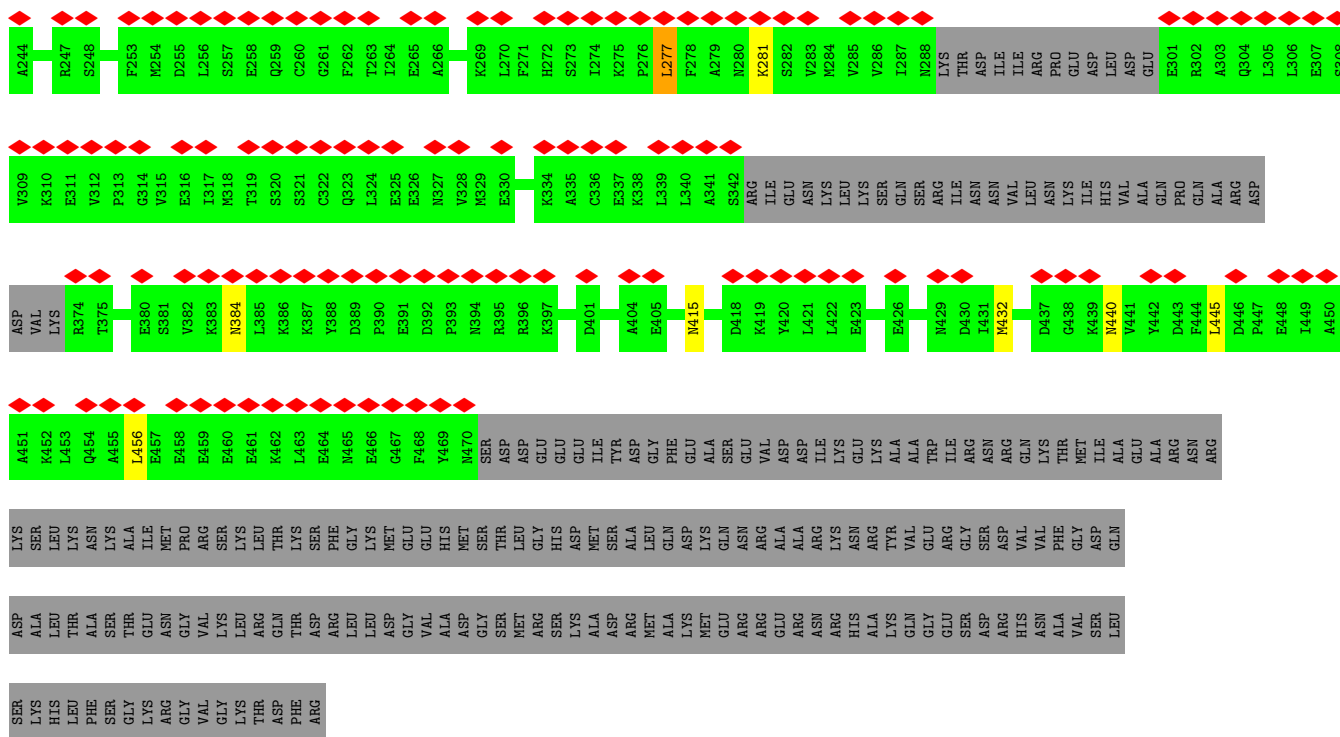 A244 R247 S248 F253 M254 D255 L256 S257 E258 Q259 C260 G261 F262 T263 I264 E265 A266 K269 L270 F271 H272 S273 I274 K275 P276 L277 F278 A279 N280 K281 S282 V283 M284 V285 V286 I287 N288 LYS THR ASP ILE ILE ARG PRO GLU ASP LEU ASP GLU E301 R302 A303 Q304 L305 L306 E307 S308
V309 K310 E311 V312 P313 G314 V315 E316 I317 M318 T319 S320 S321 C322 Q323 L324 E325 E326 N327 V328 M329 E330 K334 A335 C336 E337 K338 L339 L340 A341 S342 ARG ILE GLU ASN LYS LEU LYS SER GLN SER ARG ILE ASN ASN VAL LEU ASN LYS ILE HIS VAL ALA GLN PRO GLN ALA ARG ASP
ASP VAL LYS R374 T375 E380 S381 V382 K383 N384 L385 K386 K387 Y388 D389 P390 E391 D392 P393 N394 R395 R396 K397 D401 A404 E405 N415 D418 K419 Y420 L421 L422 E423 E426 N429 D430 I431 M432 D437 G438 K439 N440 V441 Y442 D443 F444 L445 D446 P447 E448 I449 A450
A451 K452 L453 Q454 A455 L456 E457 E458 E459 E460 E461 K462 L463 E464 N465 E466 G467 F468 Y469 N470 SER ASP ASP GLU GLU GLU ILE TYR ASP GLY PHE GLU ALA SER GLU VAL ASP ASP ILE LYS GLU LYS ALA ALA TRP ILE ARG ASN ARG GLN LYS THR MET ILE ALA GLU ALA ARG ASN ARG
LYS SER LEU LYS ASN LYS ALA ILE MET PRO ARG SER LYS LEU THR LYS SER PHE GLY LYS MET GLU GLU HIS MET SER THR LEU GLY HIS ASP MET SER ALA LEU GLN ASP LYS GLN ASN ARG ALA ALA ARG LYS ASN ARG TYR VAL GLU ARG GLY SER ASP VAL VAL PHE GLY ASP GLN
ASP ALA LEU THR ALA SER THR GLU ASN GLY VAL LYS LEU ARG GLN THR ASP ARG LEU LEU ASP GLY VAL ALA ASP GLY SER MET ARG SER LYS ALA ASP ARG MET ALA LYS MET GLU ARG ARG GLU ARG ASN ARG HIS ALA LYS GLN GLY GLU SER ASP ARG HIS ASN ALA VAL SER LEU
SER LYS HIS LEU PHE SER GLY LYS ARG GLY VAL GLY LYS THR ASP PHE ARG